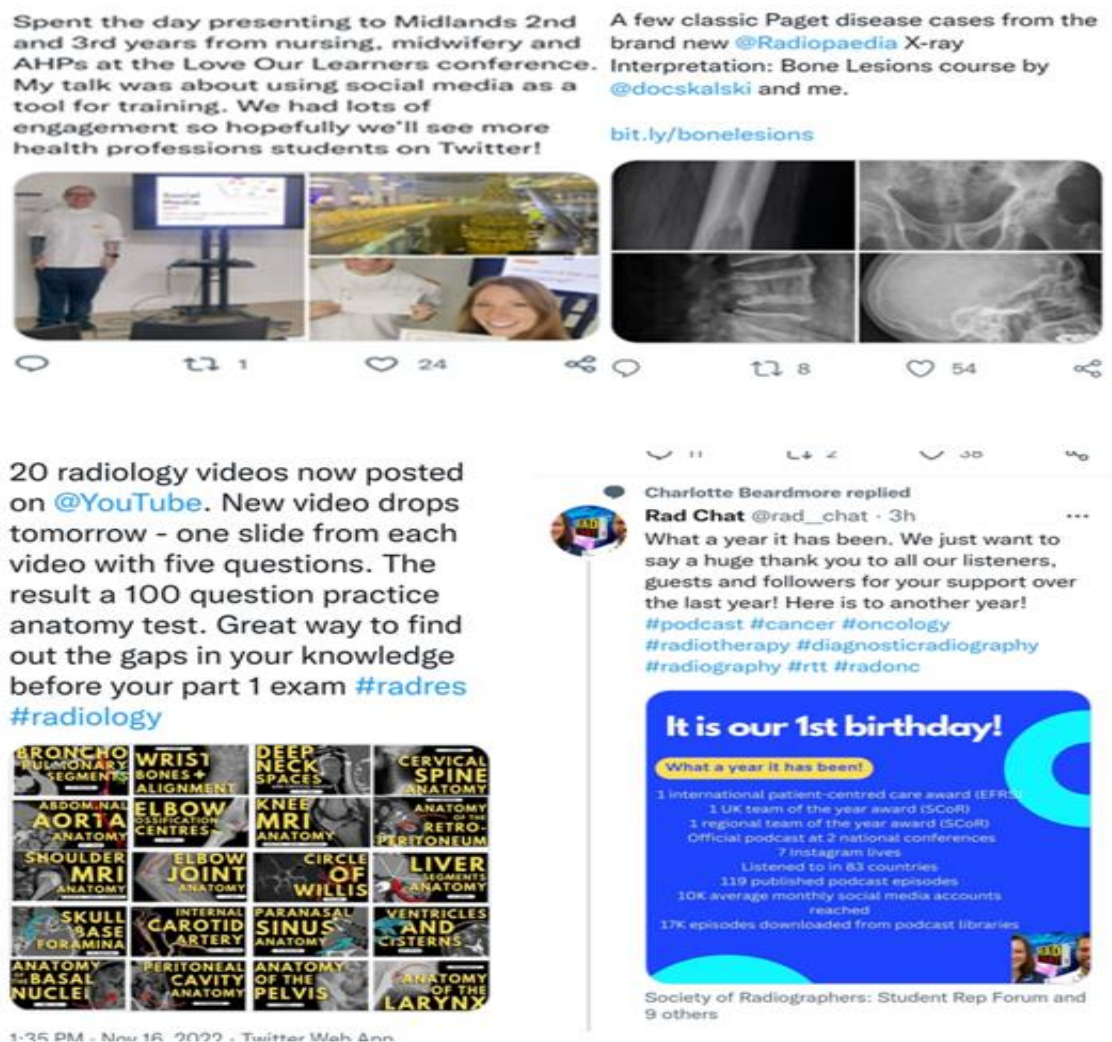 Spent the day presenting to Midlands 2nd
and 3rd years from nursing, midwifery and
AHPs at the Love Our Learners conference.
My talk was about using social media as a
tool for training. We had lots of
engagement so hopefully we'll see more
health professions students on Twitter!
Social
Media
1
24
A few classic Paget disease cases from the
brand new @Radiopaedia X-ray
Interpretation: Bone Lesions course by
@docskalski and me.
bit.ly/bonelesions
8
54
20 radiology videos now posted
on @YouTube. New video drops
tomorrow - one slide from each
video with five questions. The
result a 100 question practice
anatomy test. Great way to find
out the gaps in your knowledge
before your part 1 exam #radres
#radiology
BRONCHO
PULMONARY
SEGMENTS
WRIST
BONES +
ALIGNMENT
DEEP
NECK
SPACES
CERVICAL
SPINE
ANATOMY
ABDOMINAL
AORTA
ANATOMY
ELBOW
OSSIFICATION
CENTRES
KNEE
MRI
ANATOMY
ANATOMY
OF THE
RETRO-
PERITONEUM
SHOULDER
MRI
ANATOMY
ELBOW
JOINT
ANATOMY
CIRCLE
OF
WILLIS
LIVER
SEGMENTS
ANATOMY
SKULL
BASE
FORAMINA
INTERNAL
CAROTID
ARTERY
PARANASAL
SINUS
ANATOMY
VENTRICLES
AND
CISTERNS
ANATOMY
OF THE
BASAL
NUCLEI
PERITONEAL
CAVITY
ANATOMY
ANATOMY
OF THE
PELVIS
ANATOMY
OF THE
LARYNX
1:35 PM · Nov 16, 2022 · Twitter Web App
11 2 38
Charlotte Beardmore replied
Rad Chat @rad__chat · 3h
What a year it has been. We just want to
say a huge thank you to all our listeners,
guests and followers for your support over
the last year! Here is to another year!
#podcast #cancer #oncology
#radiotherapy #diagnosticradiography
#radiography #rtt #radonc
It is our 1st birthday!
What a year it has been!
1 international patient-centred care award (EFRS)
1 UK team of the year award (SCoR)
1 regional team of the year award (SCoR)
Official podcast at 2 national conferences
7 Instagram lives
Listened to in 83 countries
119 published podcast episodes
10K average monthly social media accounts
reached
17K episodes downloaded from podcast libraries
Society of Radiographers: Student Rep Forum and
9 others